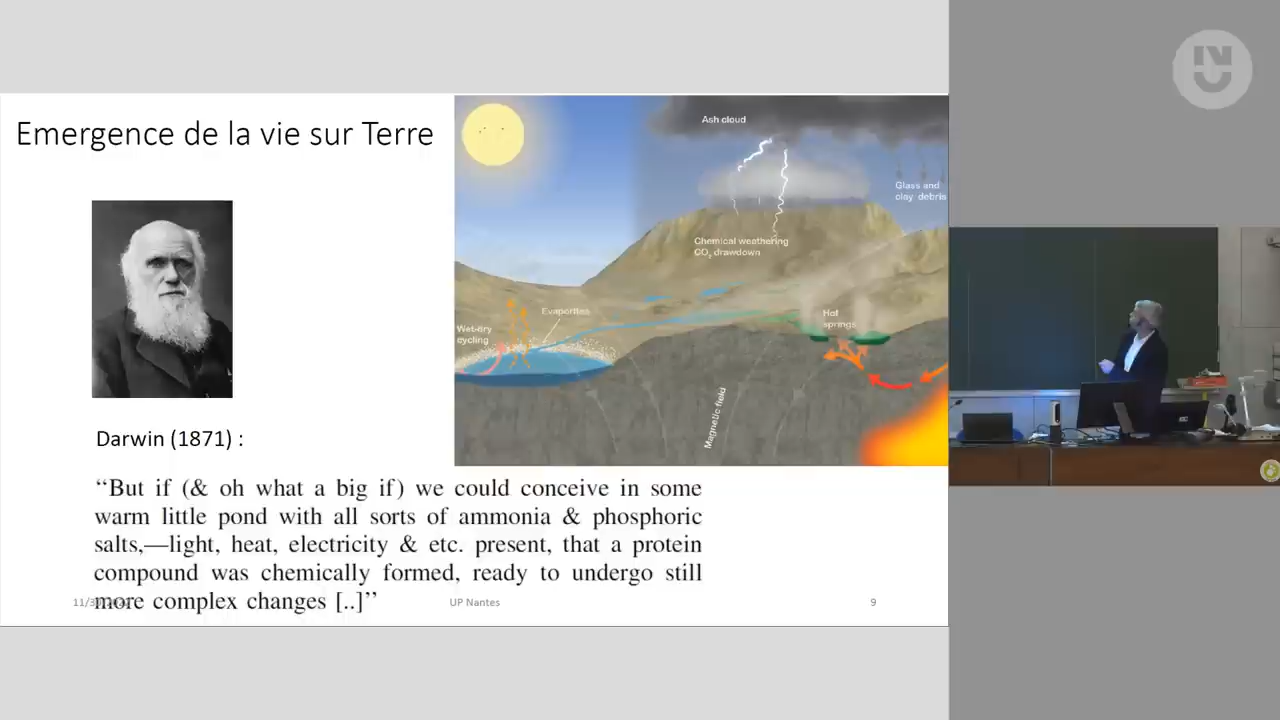 Emergence de la vie sur Terre
Ash cloud
Glass and
clay debris
Chemical weathering
CO₂ drawdown
Evaporites
Wet-dry
cycling
Hot
springs
Magnetic field
Darwin (1871) :
“But if (& oh what a big if) we could conceive in some
warm little pond with all sorts of ammonia & phosphoric
salts,—light, heat, electricity & etc. present, that a protein
compound was chemically formed, ready to undergo still
more complex changes [..]”
UP Nantes
9